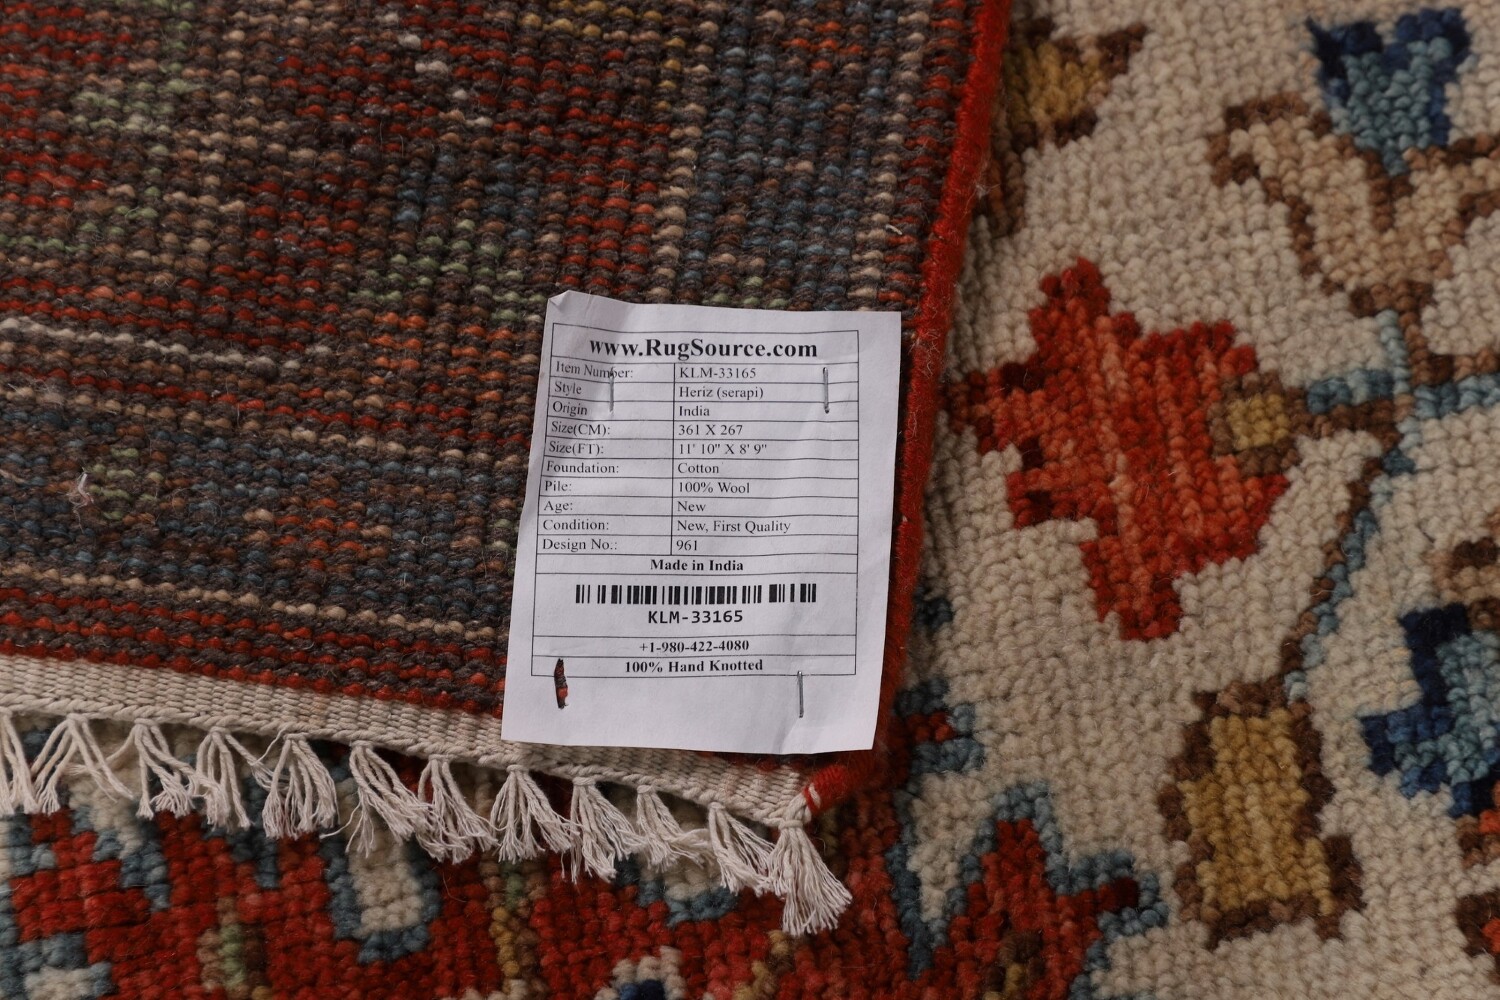 www.RugSource.com
Item Number: KLM-33165
Style Heriz (serapi)
Origin India
Size(CM): 361 X 267
Size(FT): 11' 10" X 8' 9"
Foundation: Cotton
Pile: 100% Wool
Age: New
Condition: New, First Quality
Design No.: 961
Made in India
KLM-33165
+1-980-422-4080
100% Hand Knotted